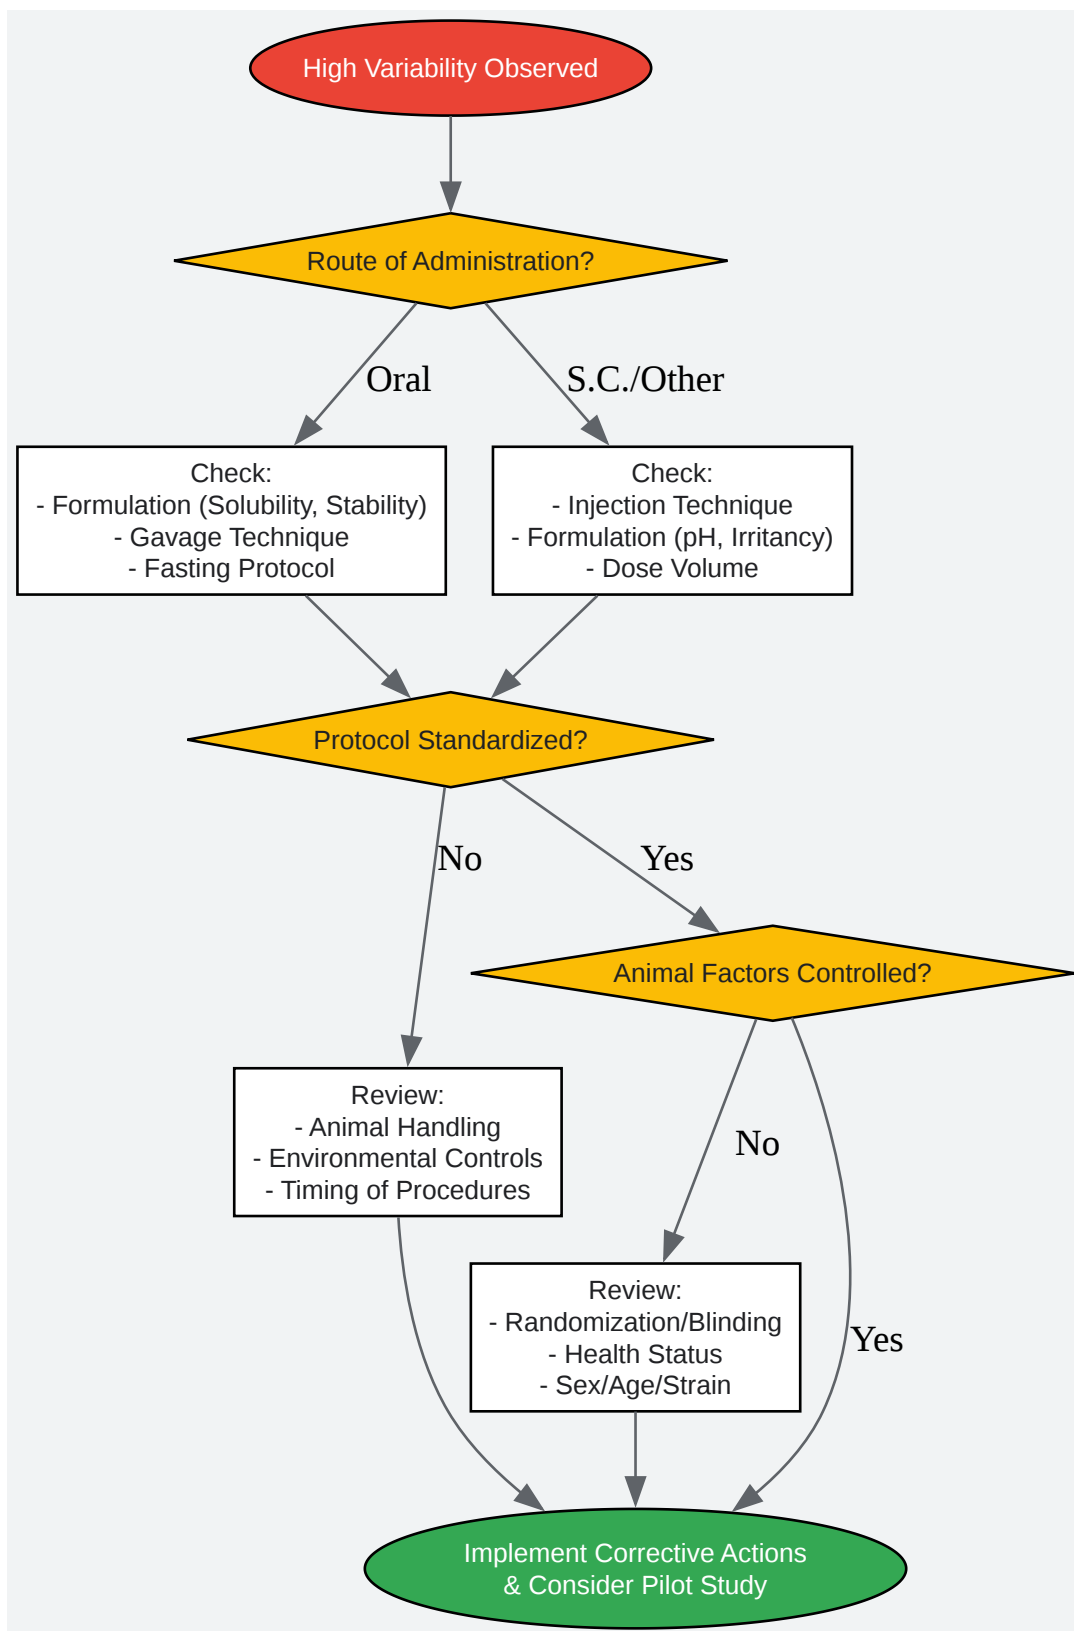 High Variability Observed
Route of Administration?
Oral
S.C./Other
Check:
- Formulation (Solubility, Stability)
- Gavage Technique
- Fasting Protocol
Check:
- Injection Technique
- Formulation (pH, Irritancy)
- Dose Volume
Protocol Standardized?
No
Yes
Animal Factors Controlled?
Review:
- Animal Handling
- Environmental Controls
- Timing of Procedures
No
Yes
Review:
- Randomization/Blinding
- Health Status
- Sex/Age/Strain
Implement Corrective Actions
& Consider Pilot Study